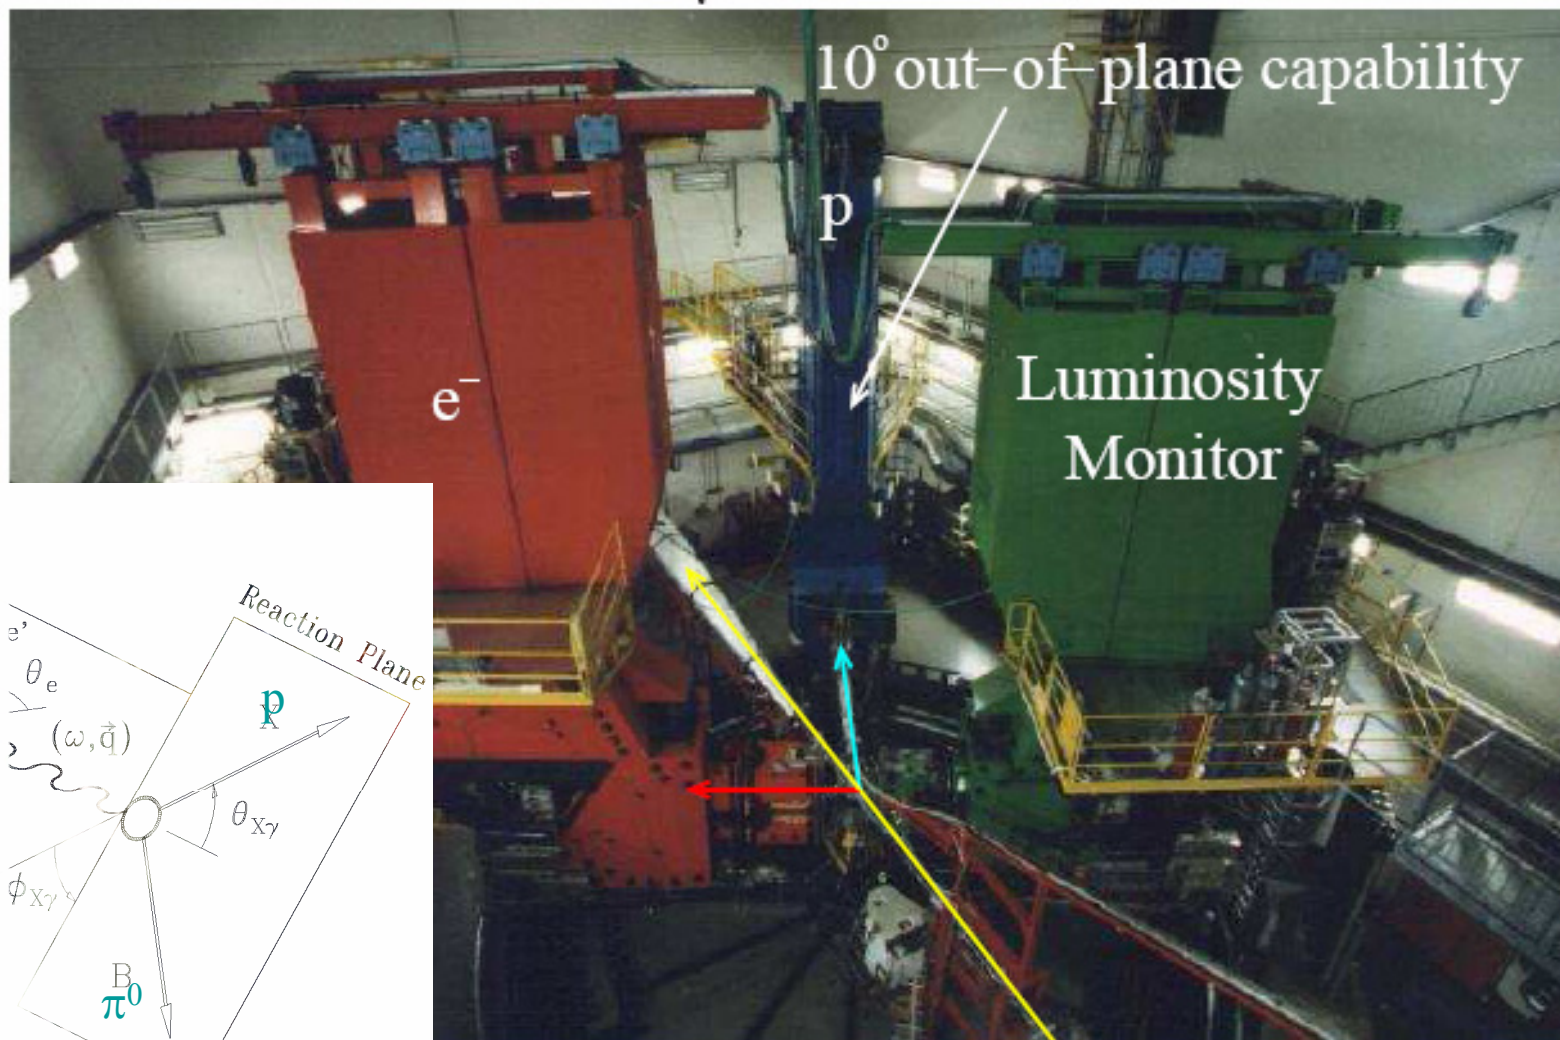 10° out-of-plane capability
p
e⁻
Luminosity
Monitor
Reaction Plane
e'
θe
p
X
(ω, q⃗)
θXγ
ϕXγ
B
π⁰